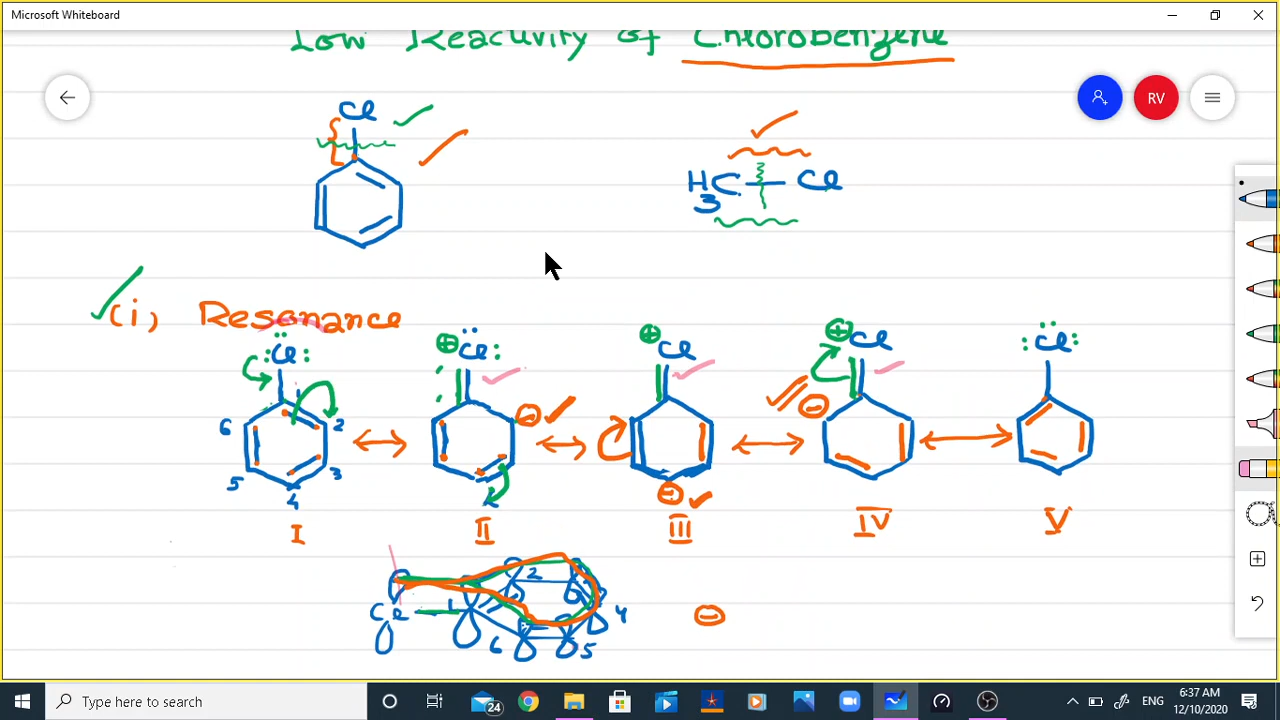 Microsoft Whiteboard
Low Reactivity of Chlorobenzene
RV
Cl
H3C — Cl
(i) Resonance
:Cl: ⊕ Cl: ⊕ Cl ⊕ Cl :Cl:
1 2 3 4 5 6
⊖ ⊖ ⊖
I II III IV V
Cl 1 2 4 5 6 ⊖
Type here to search
24
ENG
6:37 AM
12/10/2020